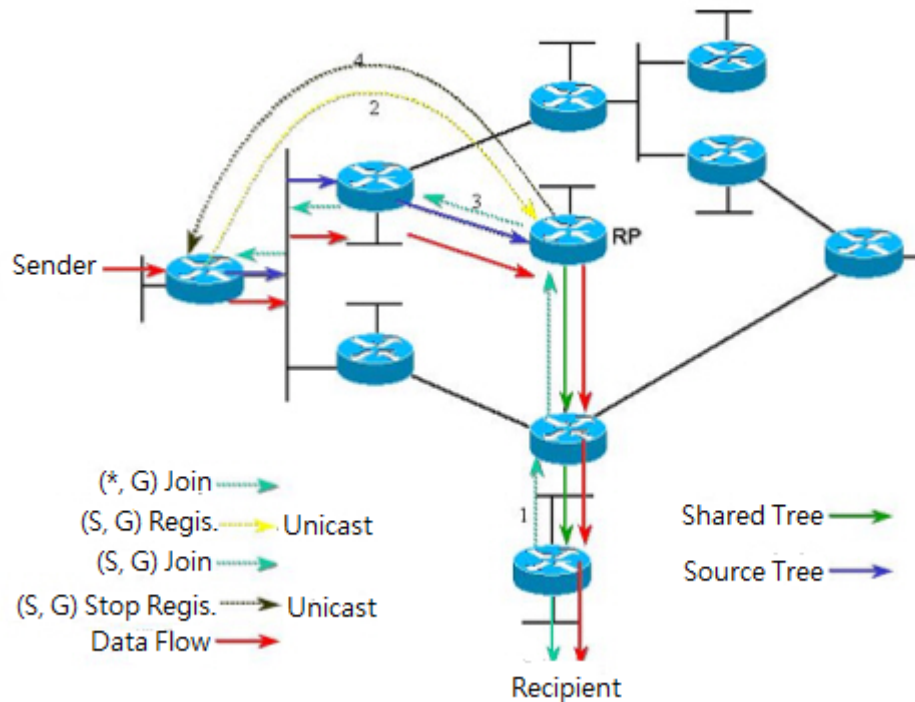 4
2
3
RP
Sender
1
(*, G) Join
(S, G) Regis.
Unicast
(S, G) Join
(S, G) Stop Regis.
Unicast
Data Flow
Shared Tree
Source Tree
Recipient